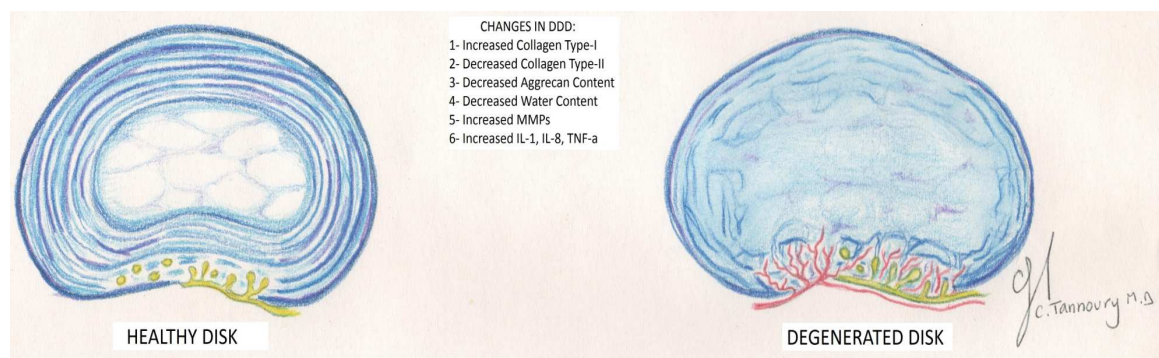 CHANGES IN DDD:
1- Increased Collagen Type-I
2- Decreased Collagen Type-II
3- Decreased Aggrecan Content
4- Decreased Water Content
5- Increased MMPs
6- Increased IL-1, IL-8, TNF-a
HEALTHY DISK
DEGENERATED DISK
C. Tannoury M.D